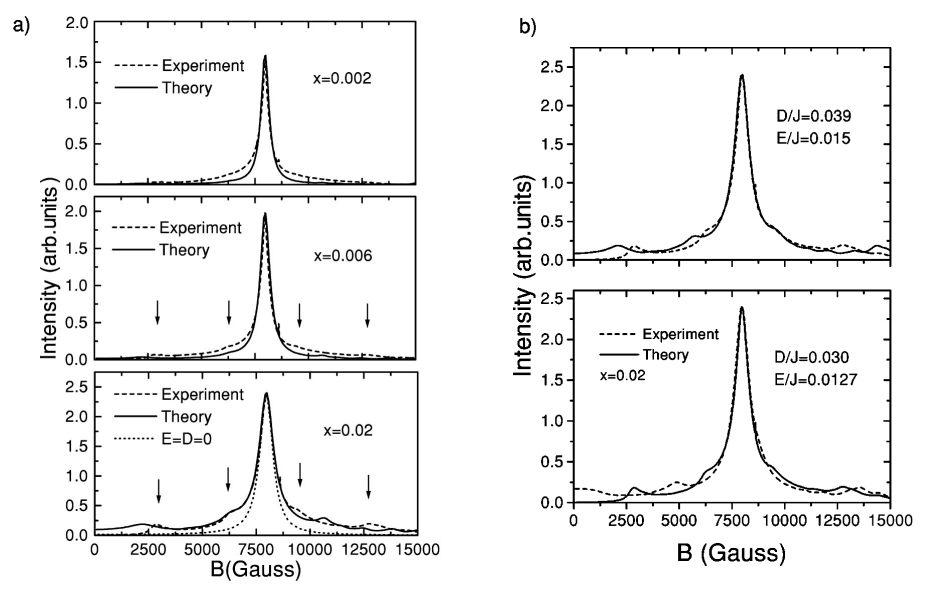 a)
Intensity (arb.units)
2.0
1.5
1.0
0.5
0.0
Experiment
Theory
x=0.002
2.0
1.5
1.0
0.5
0.0
Experiment
Theory
x=0.006
2.5
2.0
1.5
1.0
0.5
0.0
Experiment
Theory
E=D=0
x=0.02
0 2500 5000 7500 10000 12500 15000
B(Gauss)
b)
Intensity (arb.units)
2.5
2.0
1.5
1.0
0.5
0.0
D/J=0.039
E/J=0.015
2.5
2.0
1.5
1.0
0.5
0.0
Experiment
Theory
x=0.02
D/J=0.030
E/J=0.0127
0 2500 5000 7500 10000 12500 15000
B (Gauss)